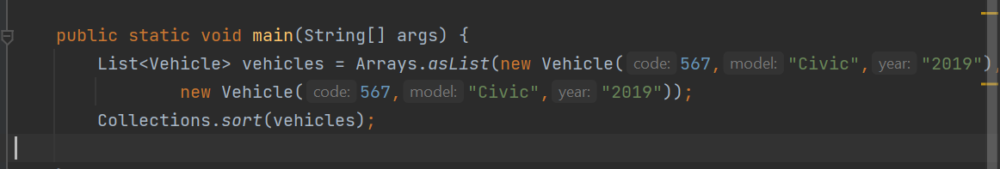 public static void main(String[] args) {
List<Vehicle> vehicles = Arrays.asList(new Vehicle( code: 567, model: "Civic", year: "2019"),
new Vehicle( code: 567, model: "Civic", year: "2019"));
Collections.sort(vehicles);